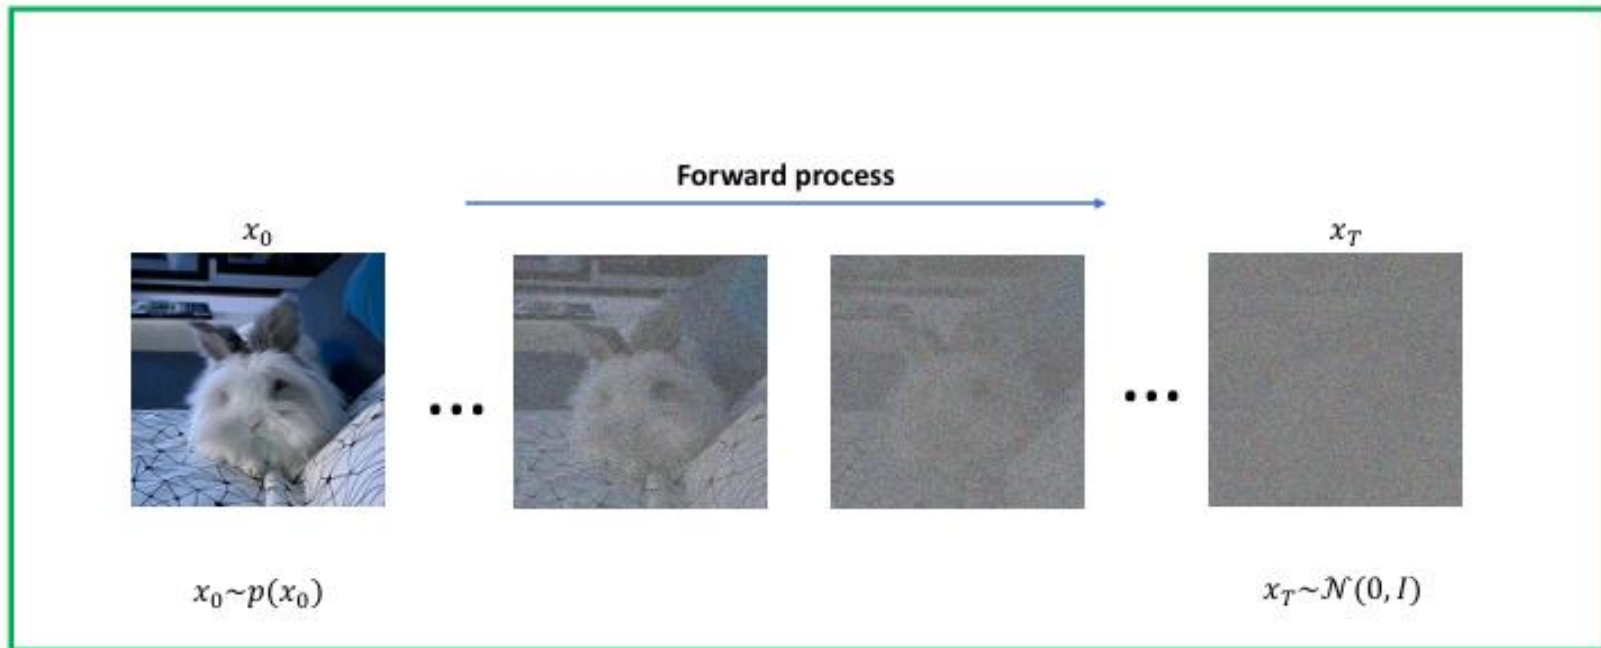 Forward process
x_0
x_T
...
...
x_0~p(x_0)
x_T~𝒩(0, I)